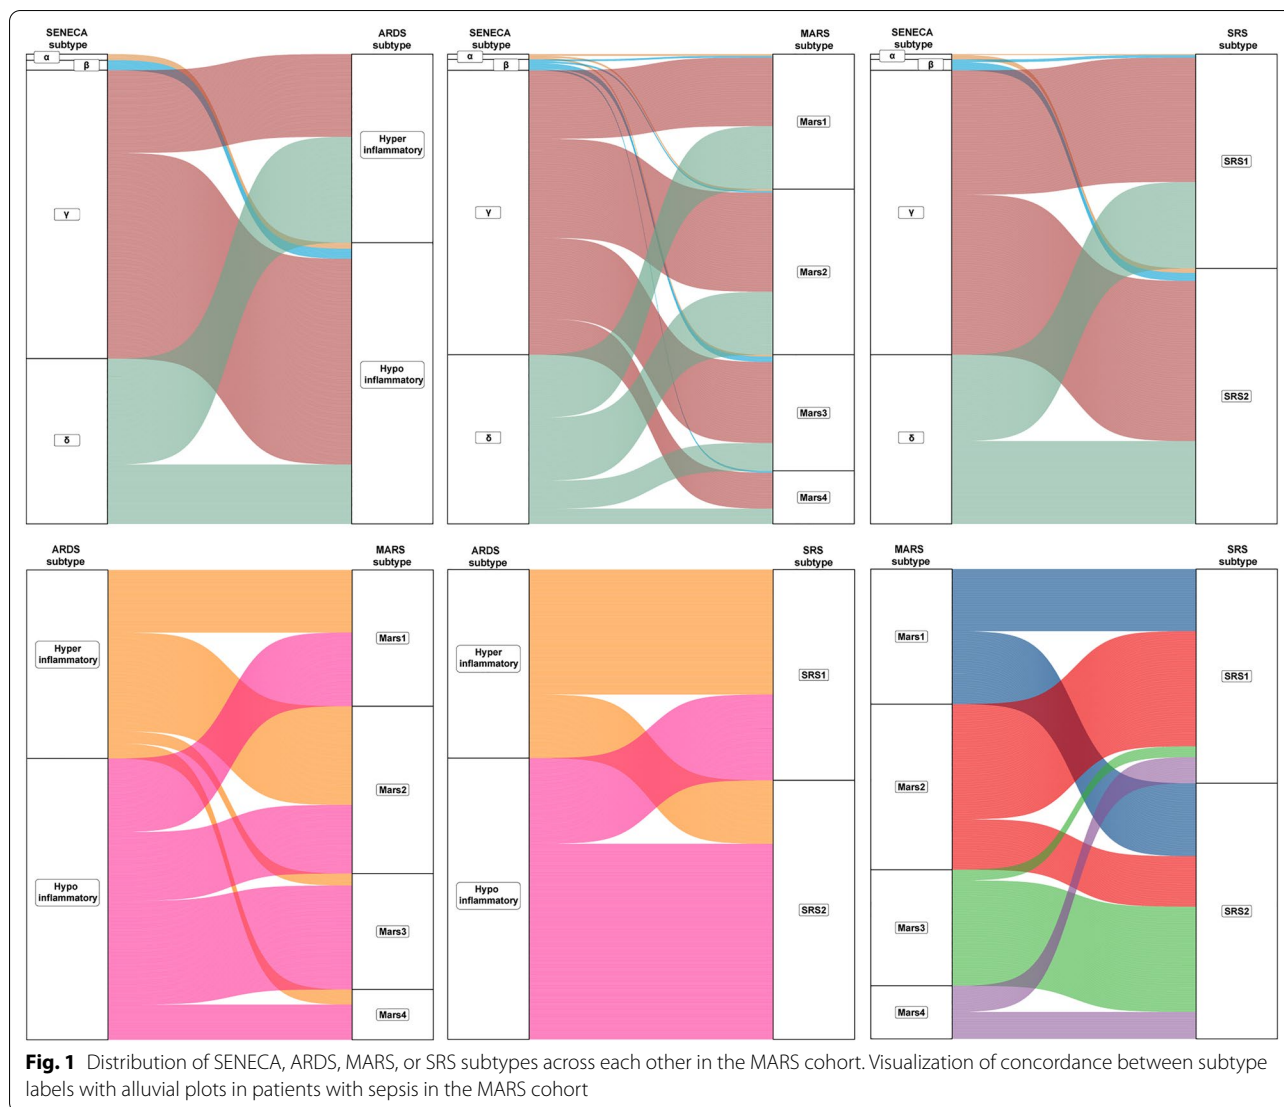 SENECA
subtype
ARDS
subtype
α
β
γ
δ
Hyper
inflammatory
Hypo
inflammatory
SENECA
subtype
MARS
subtype
α
β
γ
δ
Mars1
Mars2
Mars3
Mars4
SENECA
subtype
SRS
subtype
α
β
γ
δ
SRS1
SRS2
ARDS
subtype
MARS
subtype
Hyper
inflammatory
Hypo
inflammatory
Mars1
Mars2
Mars3
Mars4
ARDS
subtype
SRS
subtype
Hyper
inflammatory
Hypo
inflammatory
SRS1
SRS2
MARS
subtype
SRS
subtype
Mars1
Mars2
Mars3
Mars4
SRS1
SRS2
Fig. 1 Distribution of SENECA, ARDS, MARS, or SRS subtypes across each other in the MARS cohort. Visualization of concordance between subtype
labels with alluvial plots in patients with sepsis in the MARS cohort